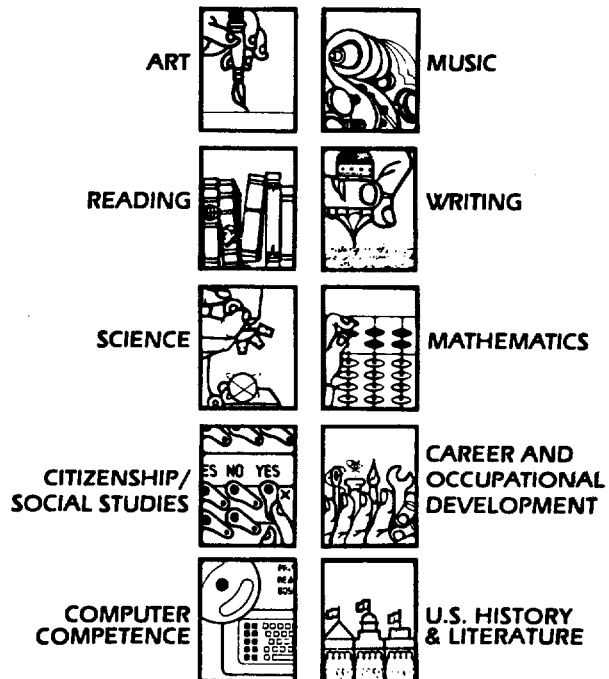 ART
MUSIC
READING
WRITING
SCIENCE
MATHEMATICS
CITIZENSHIP/
SOCIAL STUDIES
ES NO YES
CAREER AND
OCCUPATIONAL
DEVELOPMENT
COMPUTER
COMPETENCE
U.S. HISTORY
& LITERATURE